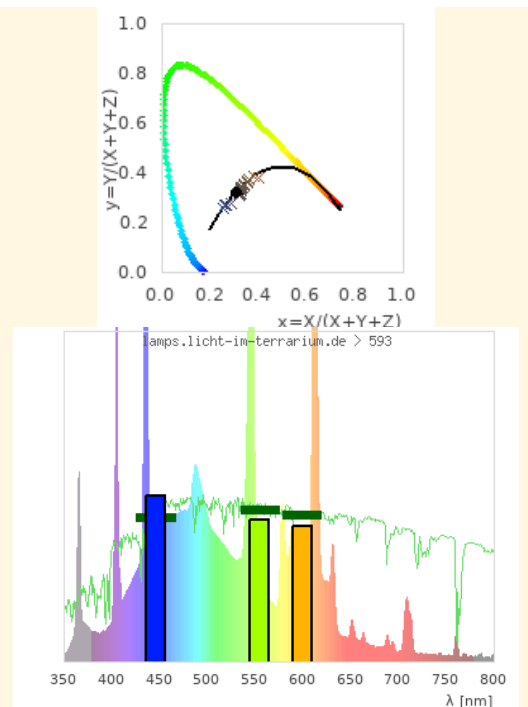 1.0
0.8
0.6
0.4
0.2
0.0
y=Y/(X+Y+Z)
0.0 0.2 0.4 0.6 0.8 1.0
x=X/(X+Y+Z)
lamps.licht-im-terrarium.de > 593
350 400 450 500 550 600 650 700 750 800
λ [nm]